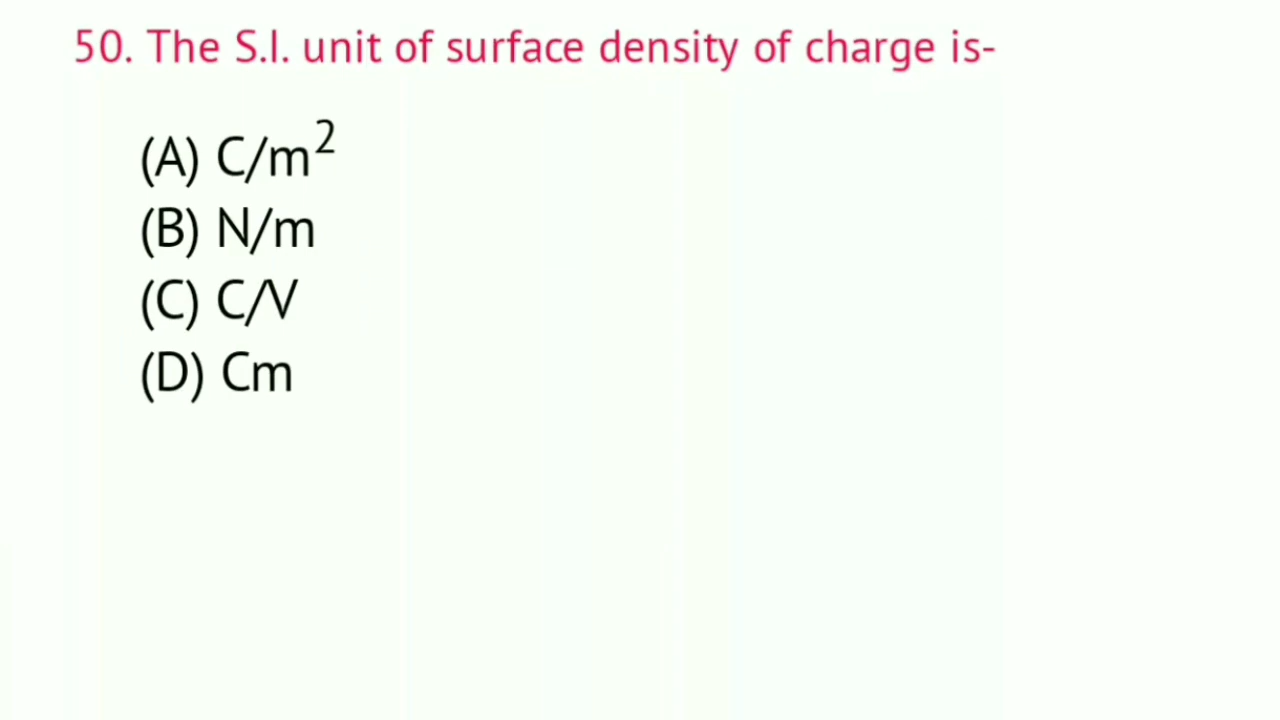 50. The S.I. unit of surface density of charge is-
(A) C/m²
(B) N/m
(C) C/V
(D) Cm